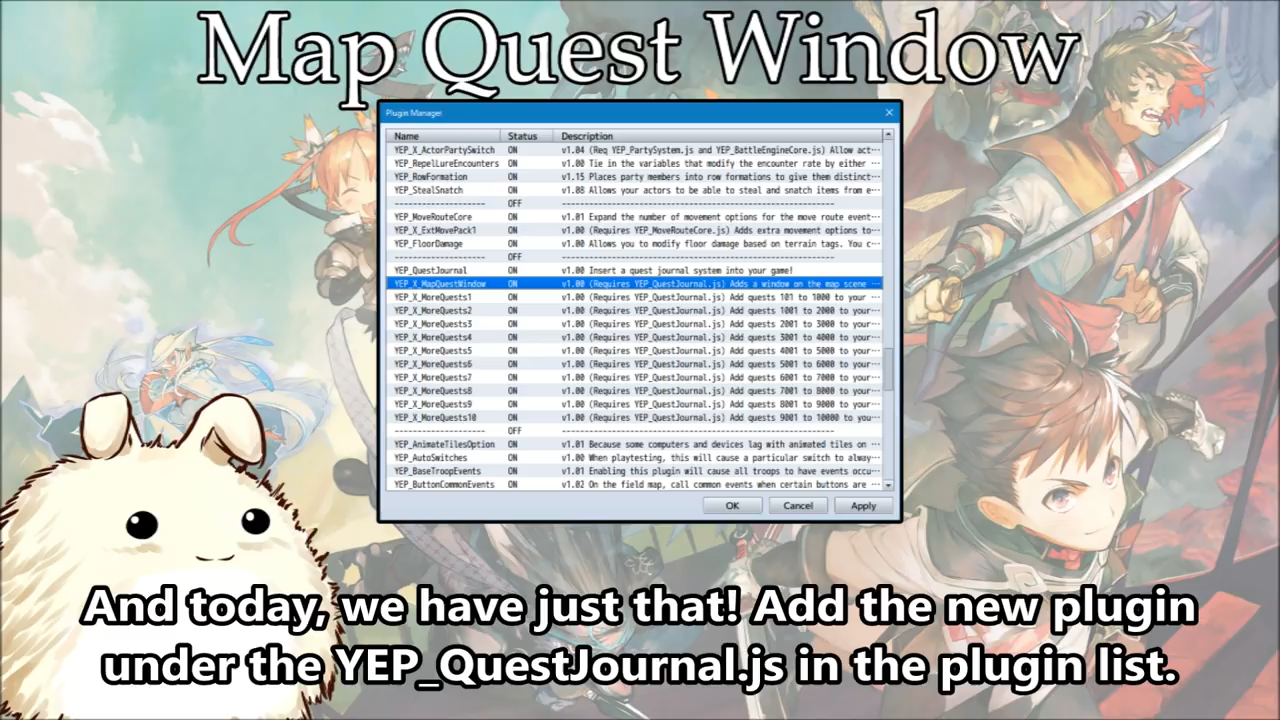 Map Quest Window
Plugin Manager
Name Status Description
YEP_X_ActorPartySwitch ON v1.04 (Req YEP_PartySystem.js and YEP_BattleEngineCore.js) Allow act···
YEP_RepelLureEncounters ON v1.00 Tie in the variables that modify the encounter rate by either ···
YEP_RowFormation ON v1.15 Places party members into row formations to give them distinct···
YEP_StealSnatch ON v1.08 Allows your actors to be able to steal and snatch items from e···
-------------------- OFF ------------------------------------------------------------
YEP_MoveRouteCore ON v1.01 Expand the number of movement options for the move route event···
YEP_X_ExtMovePack1 ON v1.00 (Requires YEP_MoveRouteCore.js) Adds extra movement options to···
YEP_FloorDamage ON v1.00 Allows you to modify floor damage based on terrain tags. You c···
-------------------- OFF ------------------------------------------------------------
YEP_QuestJournal ON v1.00 Insert a quest journal system into your game!
YEP_X_MapQuestWindow ON v1.00 (Requires YEP_QuestJournal.js) Adds a window on the map scene ···
YEP_X_MoreQuests1 ON v1.00 (Requires YEP_QuestJournal.js) Add quests 101 to 1000 to your ···
YEP_X_MoreQuests2 ON v1.00 (Requires YEP_QuestJournal.js) Add quests 1001 to 2000 to your···
YEP_X_MoreQuests3 ON v1.00 (Requires YEP_QuestJournal.js) Add quests 2001 to 3000 to your···
YEP_X_MoreQuests4 ON v1.00 (Requires YEP_QuestJournal.js) Add quests 3001 to 4000 to your···
YEP_X_MoreQuests5 ON v1.00 (Requires YEP_QuestJournal.js) Add quests 4001 to 5000 to your···
YEP_X_MoreQuests6 ON v1.00 (Requires YEP_QuestJournal.js) Add quests 5001 to 6000 to your···
YEP_X_MoreQuests7 ON v1.00 (Requires YEP_QuestJournal.js) Add quests 6001 to 7000 to your···
YEP_X_MoreQuests8 ON v1.00 (Requires YEP_QuestJournal.js) Add quests 7001 to 8000 to your···
YEP_X_MoreQuests9 ON v1.00 (Requires YEP_QuestJournal.js) Add quests 8001 to 9000 to your···
YEP_X_MoreQuests10 ON v1.00 (Requires YEP_QuestJournal.js) Add quests 9001 to 10000 to you···
-------------------- OFF ------------------------------------------------------------
YEP_AnimateTilesOption ON v1.01 Because some computers and devices lag with animated tiles on ···
YEP_AutoSwitches ON v1.00 When playtesting, this will cause a particular switch to alway···
YEP_BaseTroopEvents ON v1.01 Enabling this plugin will cause all troops to have events occu···
YEP_ButtonCommonEvents ON v1.02 On the field map, call common events when certain buttons are ···
OK Cancel Apply
And today, we have just that! Add the new plugin
under the YEP_QuestJournal.js in the plugin list.